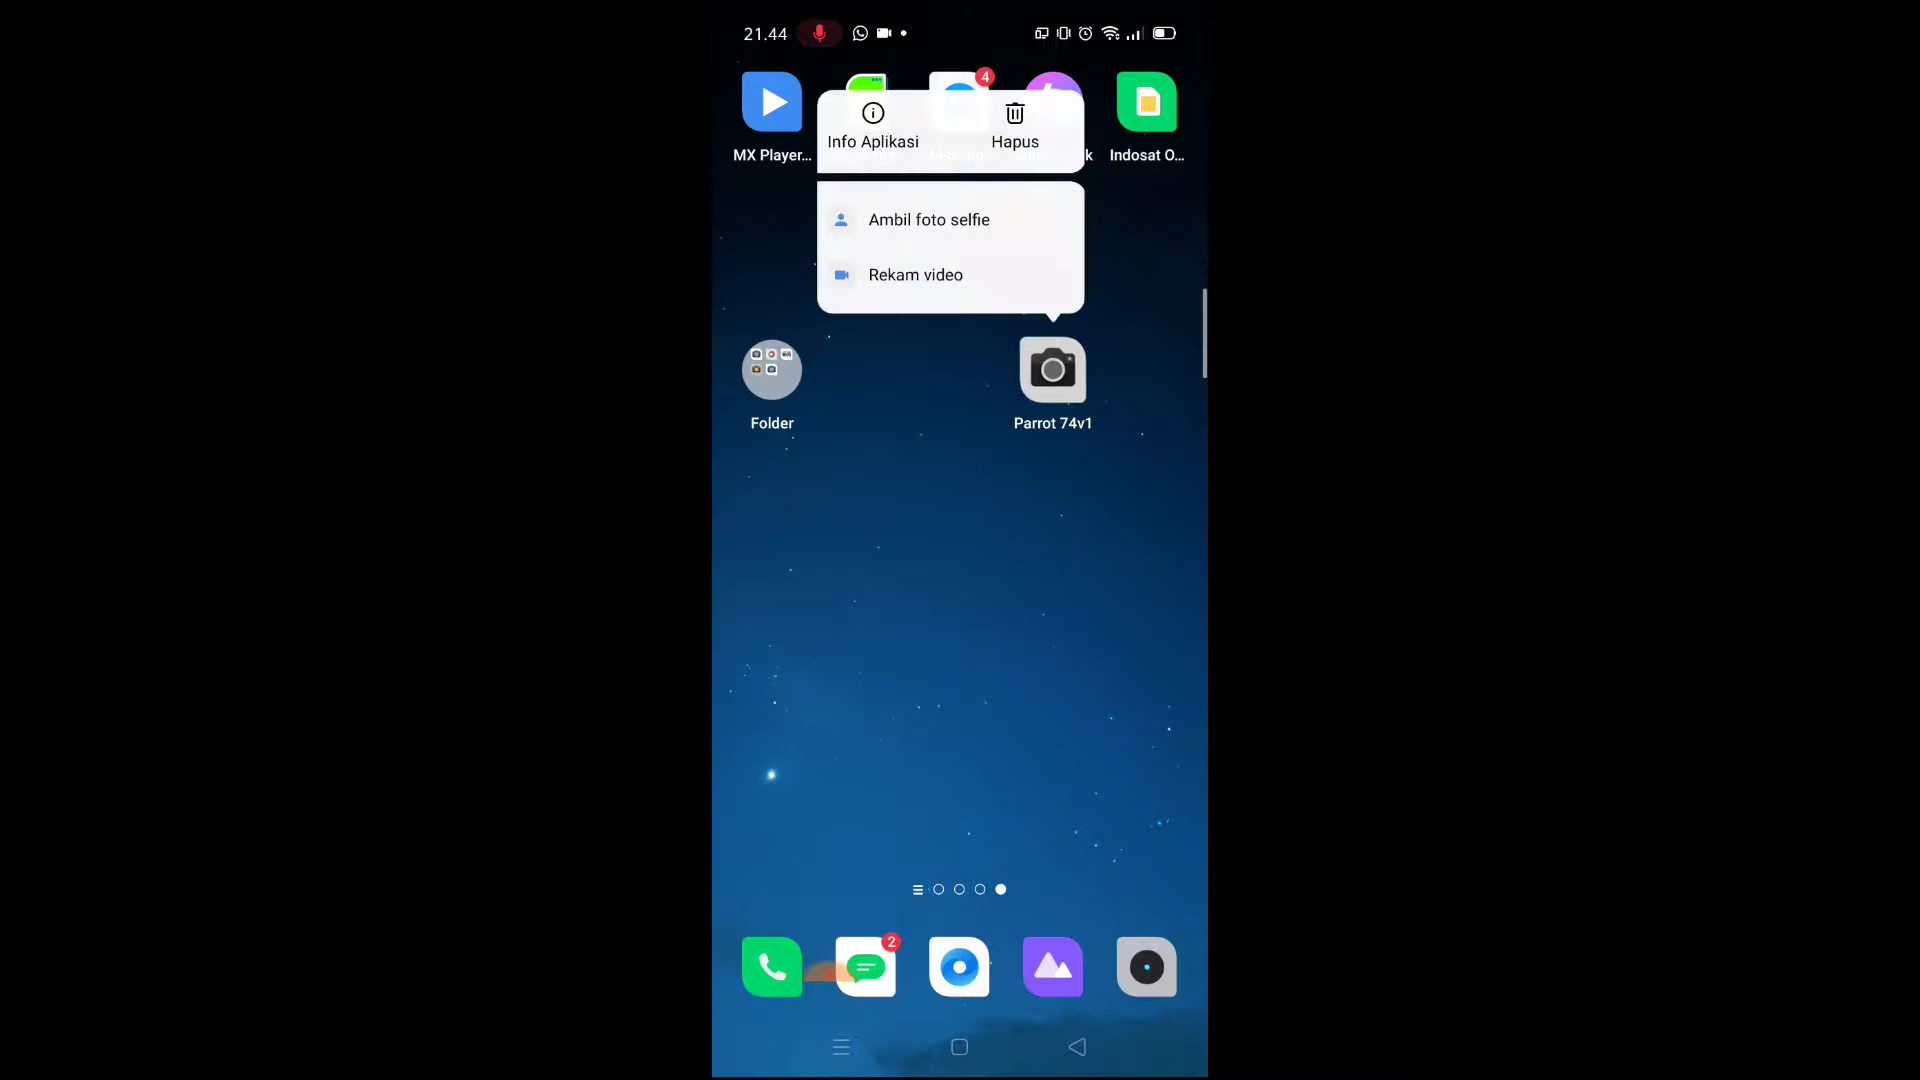 21.44
4
MX Player...
k
Indosat O...
Info Aplikasi
Hapus
Ambil foto selfie
Rekam video
Folder
Parrot 74v1
2